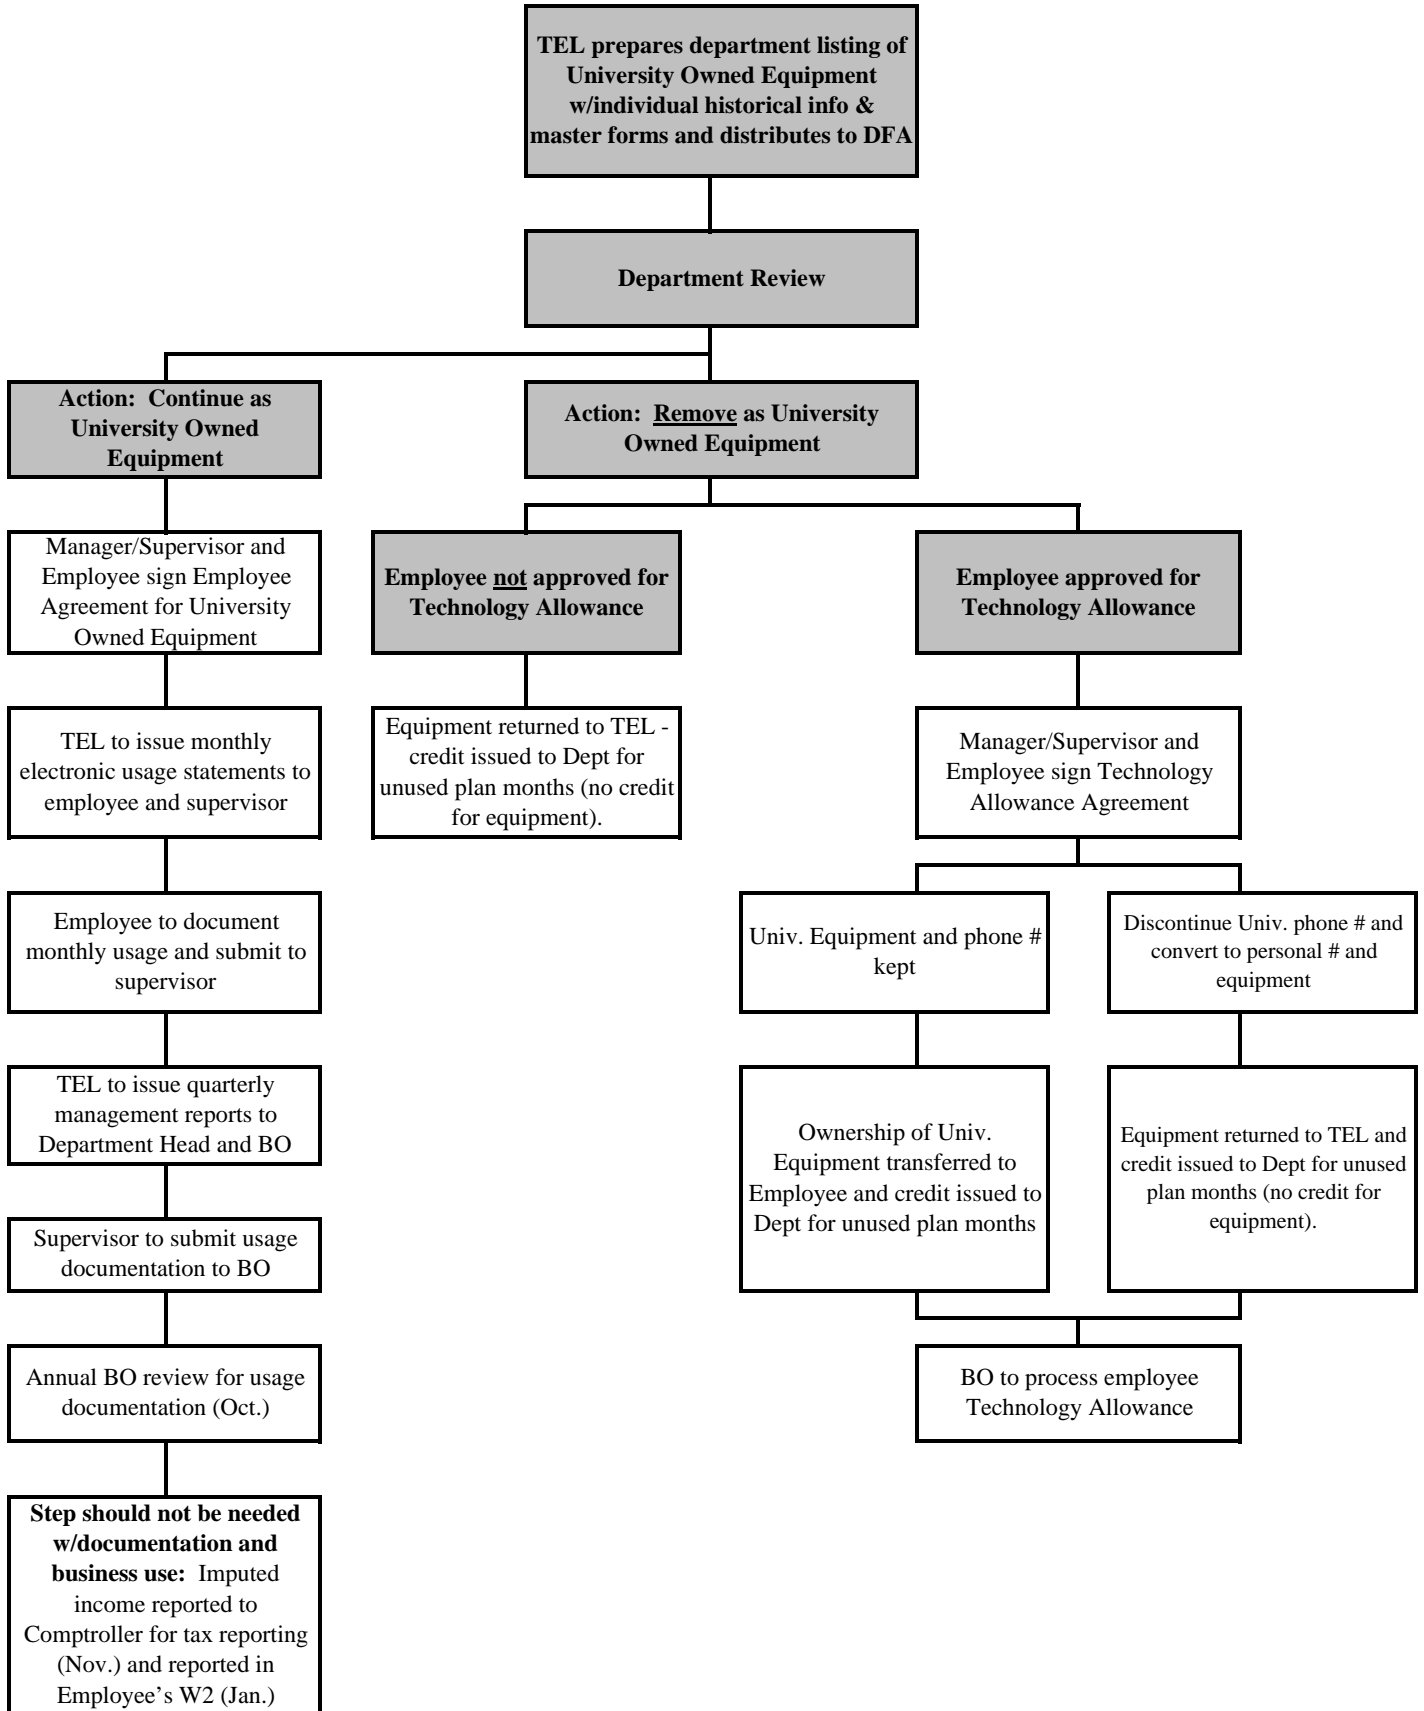 TEL prepares department listing of
University Owned Equipment
w/individual historical info &
master forms and distributes to DFA
Department Review
Action:  Continue as
University Owned
Equipment
Action:  Remove as University
Owned Equipment
Manager/Supervisor and
Employee sign Employee
Agreement for University
Owned Equipment
Employee not approved for
Technology Allowance
Employee approved for
Technology Allowance
TEL to issue monthly
electronic usage statements to
employee and supervisor
Equipment returned to TEL -
credit issued to Dept for
unused plan months (no credit
for equipment).
Manager/Supervisor and
Employee sign Technology
Allowance Agreement
Employee to document
monthly usage and submit to
supervisor
Univ. Equipment and phone #
kept
Discontinue Univ. phone # and
convert to personal # and
equipment
TEL to issue quarterly
management reports to
Department Head and BO
Ownership of Univ.
Equipment transferred to
Employee and credit issued to
Dept for unused plan months
Equipment returned to TEL and
credit issued to Dept for unused
plan months (no credit for
equipment).
Supervisor to submit usage
documentation to BO
Annual BO review for usage
documentation (Oct.)
BO to process employee
Technology Allowance
Step should not be needed
w/documentation and
business use:  Imputed
income reported to
Comptroller for tax reporting
(Nov.) and reported in
Employee’s W2 (Jan.)